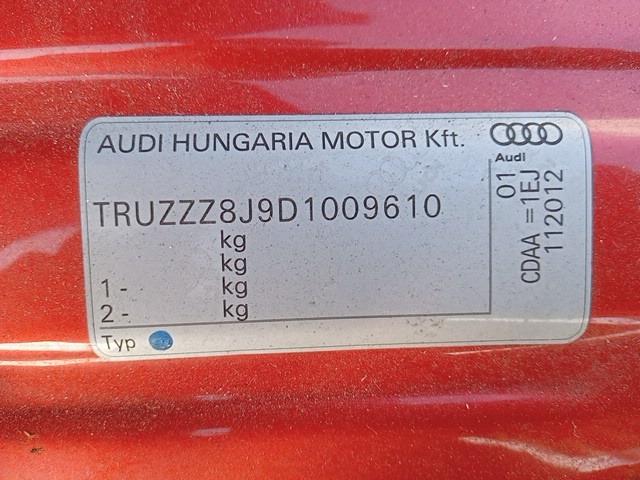 AUDI HUNGARIA MOTOR Kft.
Audi
TRUZZZ8J9D1009610
kg
kg
1 - kg
2 - kg
Typ
01
CDAA =1EJ
112012